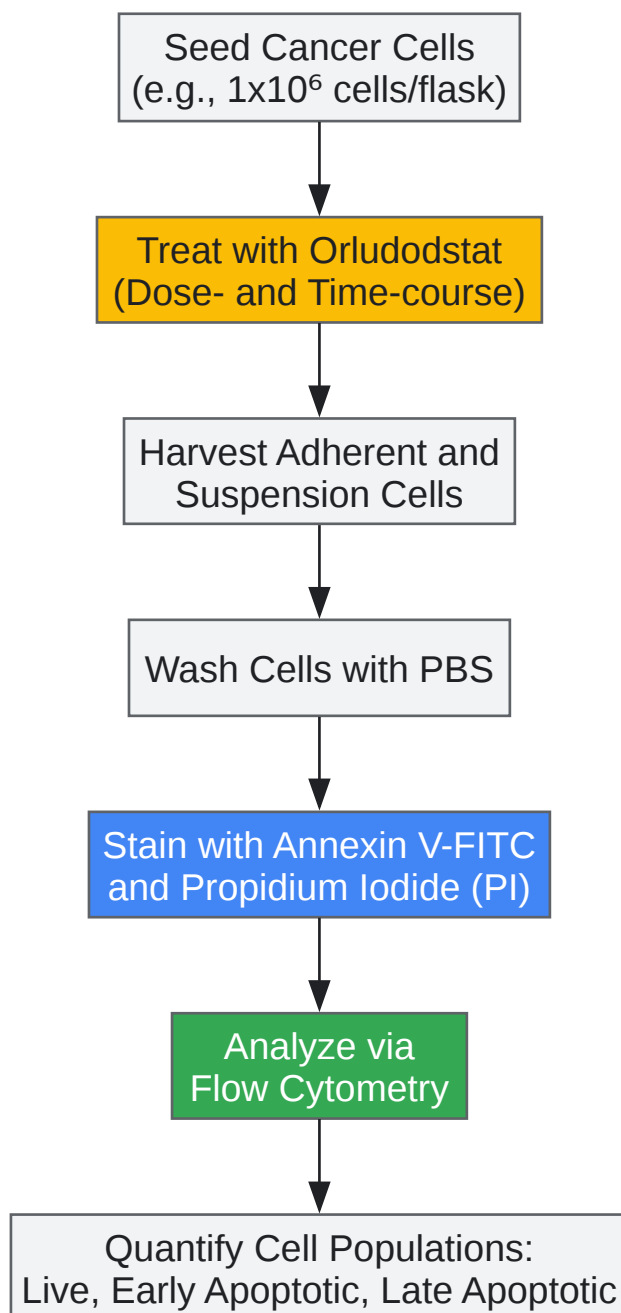 Seed Cancer Cells
(e.g., 1x10⁶ cells/flask)
Treat with Orludodstat
(Dose- and Time-course)
Harvest Adherent and
Suspension Cells
Wash Cells with PBS
Stain with Annexin V-FITC
and Propidium Iodide (PI)
Analyze via
Flow Cytometry
Quantify Cell Populations:
Live, Early Apoptotic, Late Apoptotic